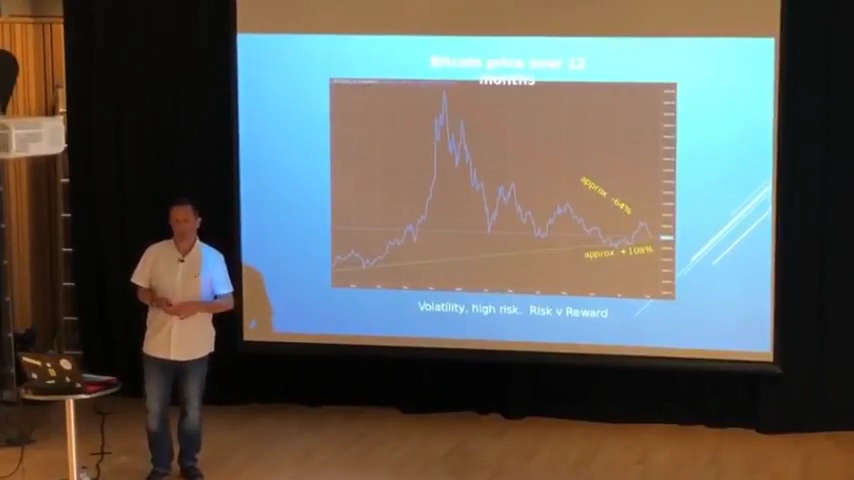 Bitcoin price over 12
months
approx -64%
approx +108%
Volatility, high risk. Risk v Reward